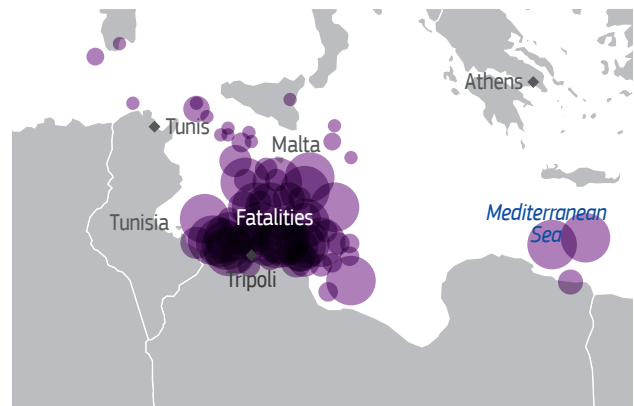 Athens
Tunis
Malta
Tunisia
Fatalities
Mediterranean
Sea
Tripoli